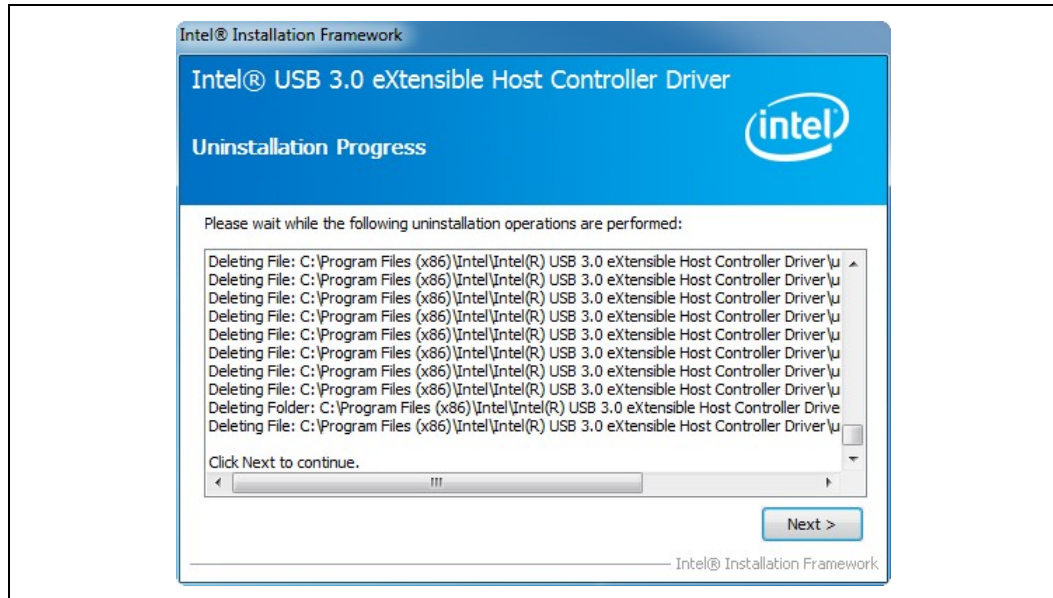 Intel® Installation Framework
Intel® USB 3.0 eXtensible Host Controller Driver
intel
Uninstallation Progress
Please wait while the following uninstallation operations are performed:
Deleting File: C:\Program Files (x86)\Intel\Intel(R) USB 3.0 eXtensible Host Controller Driver\u
Deleting File: C:\Program Files (x86)\Intel\Intel(R) USB 3.0 eXtensible Host Controller Driver\u
Deleting File: C:\Program Files (x86)\Intel\Intel(R) USB 3.0 eXtensible Host Controller Driver\u
Deleting File: C:\Program Files (x86)\Intel\Intel(R) USB 3.0 eXtensible Host Controller Driver\u
Deleting File: C:\Program Files (x86)\Intel\Intel(R) USB 3.0 eXtensible Host Controller Driver\u
Deleting File: C:\Program Files (x86)\Intel\Intel(R) USB 3.0 eXtensible Host Controller Driver\u
Deleting File: C:\Program Files (x86)\Intel\Intel(R) USB 3.0 eXtensible Host Controller Driver\u
Deleting File: C:\Program Files (x86)\Intel\Intel(R) USB 3.0 eXtensible Host Controller Driver\u
Deleting Folder: C:\Program Files (x86)\Intel\Intel(R) USB 3.0 eXtensible Host Controller Drive
Deleting File: C:\Program Files (x86)\Intel\Intel(R) USB 3.0 eXtensible Host Controller Driver\u
Click Next to continue.
Next >
Intel® Installation Framework